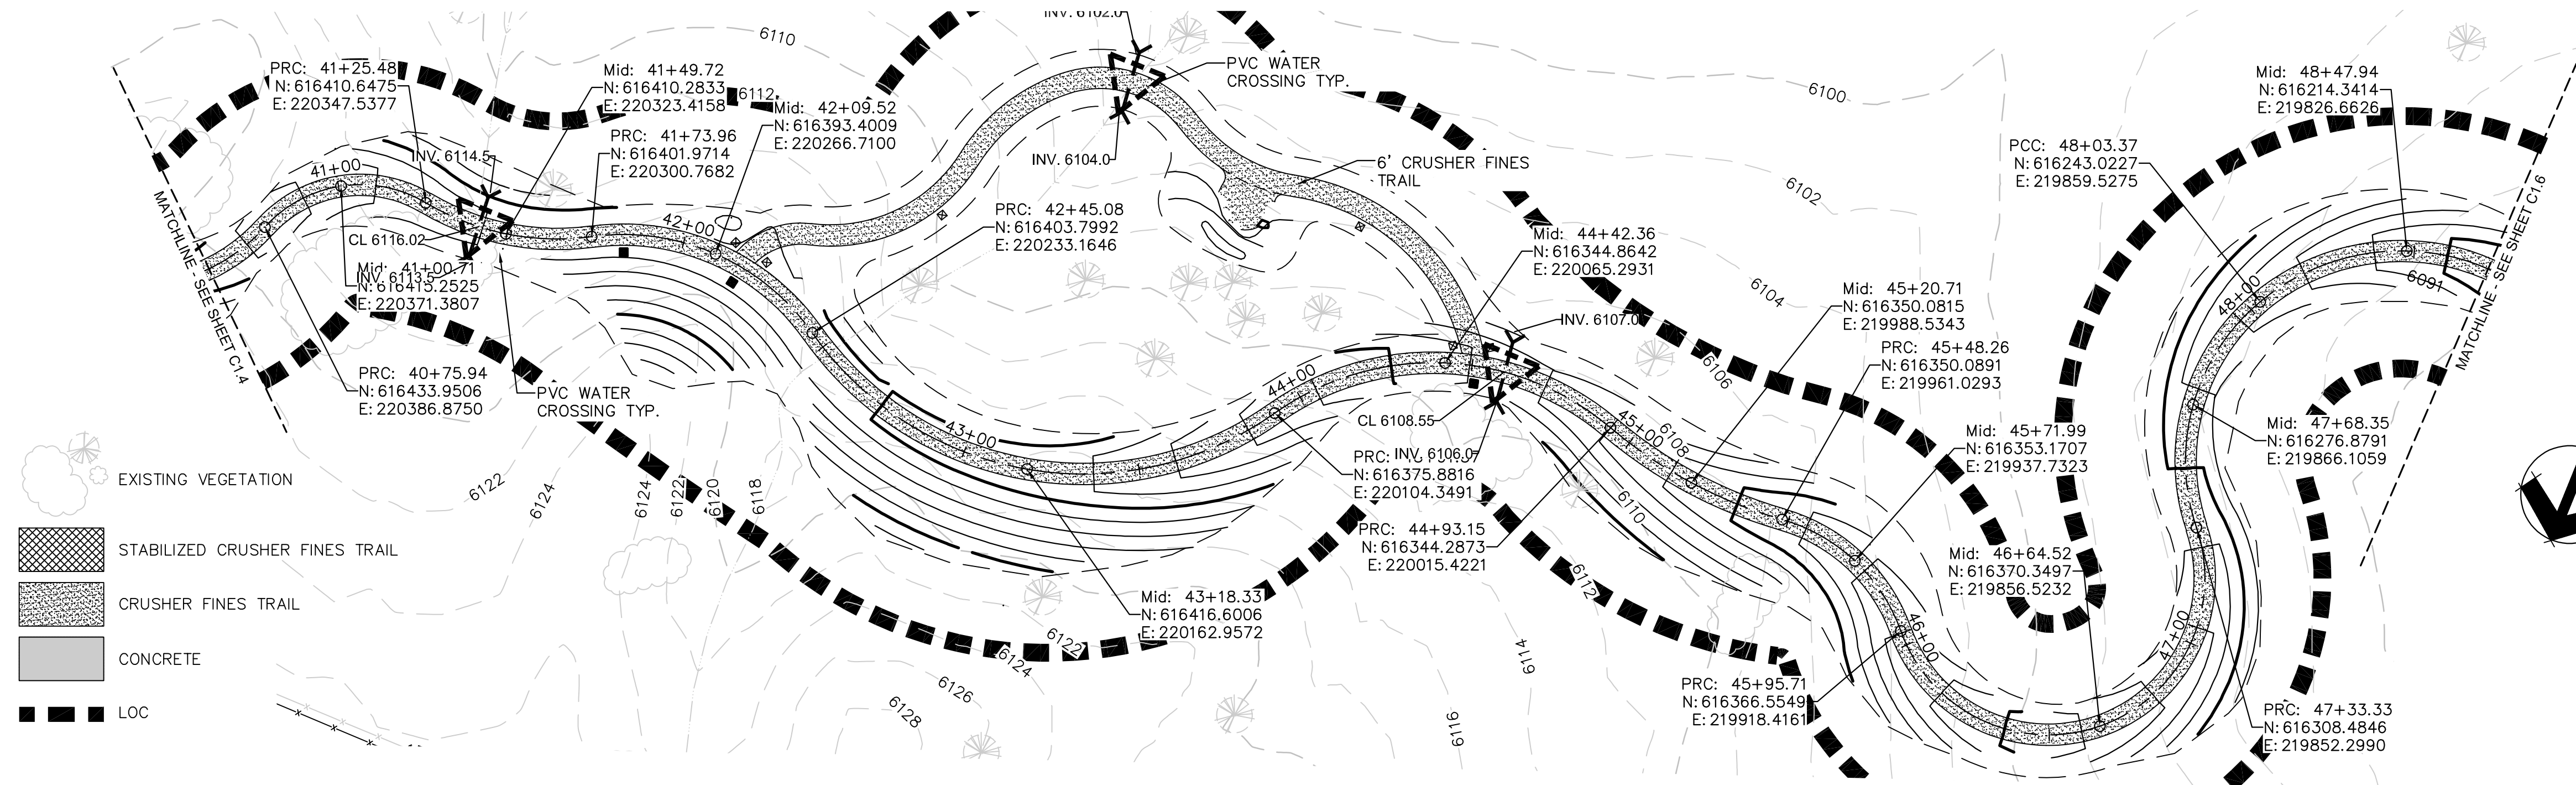 INV. 6102.0
6110
PRC: 41+25.48
N: 616410.6475
E: 220347.5377
Mid: 41+49.72
N: 616410.2833
E: 220323.4158
6112
Mid: 42+09.52
N: 616393.4009
E: 220266.7100
PRC: 41+73.96
N: 616401.9714
E: 220300.7682
PVC WATER
CROSSING TYP.
6100
Mid: 48+47.94
N: 616214.3414
E: 219826.6626
PCC: 48+03.37
N: 616243.0227
E: 219859.5275
INV. 6114.5
41+00
INV. 6104.0
6' CRUSHER FINES
TRAIL
6102
MATCHLINE - SEE SHEET C1.4
MATCHLINE - SEE SHEET C1.6
42+00
CL 6116.02
PRC: 42+45.08
N: 616403.7992
E: 220233.1646
Mid: 44+42.36
N: 616344.8642
E: 220065.2931
Mid: 41+00.71
INV. 6113.5
N: 616415.2525
E: 220371.3807
6104
Mid: 45+20.71
N: 616350.0815
E: 219988.5343
48+00
6091
INV. 6107.0
PRC: 45+48.26
N: 616350.0891
E: 219961.0293
6106
PRC: 40+75.94
N: 616433.9506
E: 220386.8750
PVC WATER
CROSSING TYP.
44+00
CL 6108.55
43+00
45+00
6108
Mid: 45+71.99
N: 616353.1707
E: 219937.7323
Mid: 47+68.35
N: 616276.8791
E: 219866.1059
PRC:
INV. 6106.0
N: 616375.8816
E: 220104.3491
EXISTING VEGETATION
6122
6124
6124
6122
6120
6118
6110
PRC: 44+93.15
N: 616344.2873
E: 220015.4221
STABILIZED CRUSHER FINES TRAIL
Mid: 46+64.52
N: 616370.3497
E: 219856.5232
6112
CRUSHER FINES TRAIL
Mid: 43+18.33
N: 616416.6006
E: 220162.9572
46+00
47+00
6122
6124
6114
CONCRETE
6126
6128
6116
PRC: 45+95.71
N: 616366.5549
E: 219918.4161
PRC: 47+33.33
N: 616308.4846
E: 219852.2990
LOC